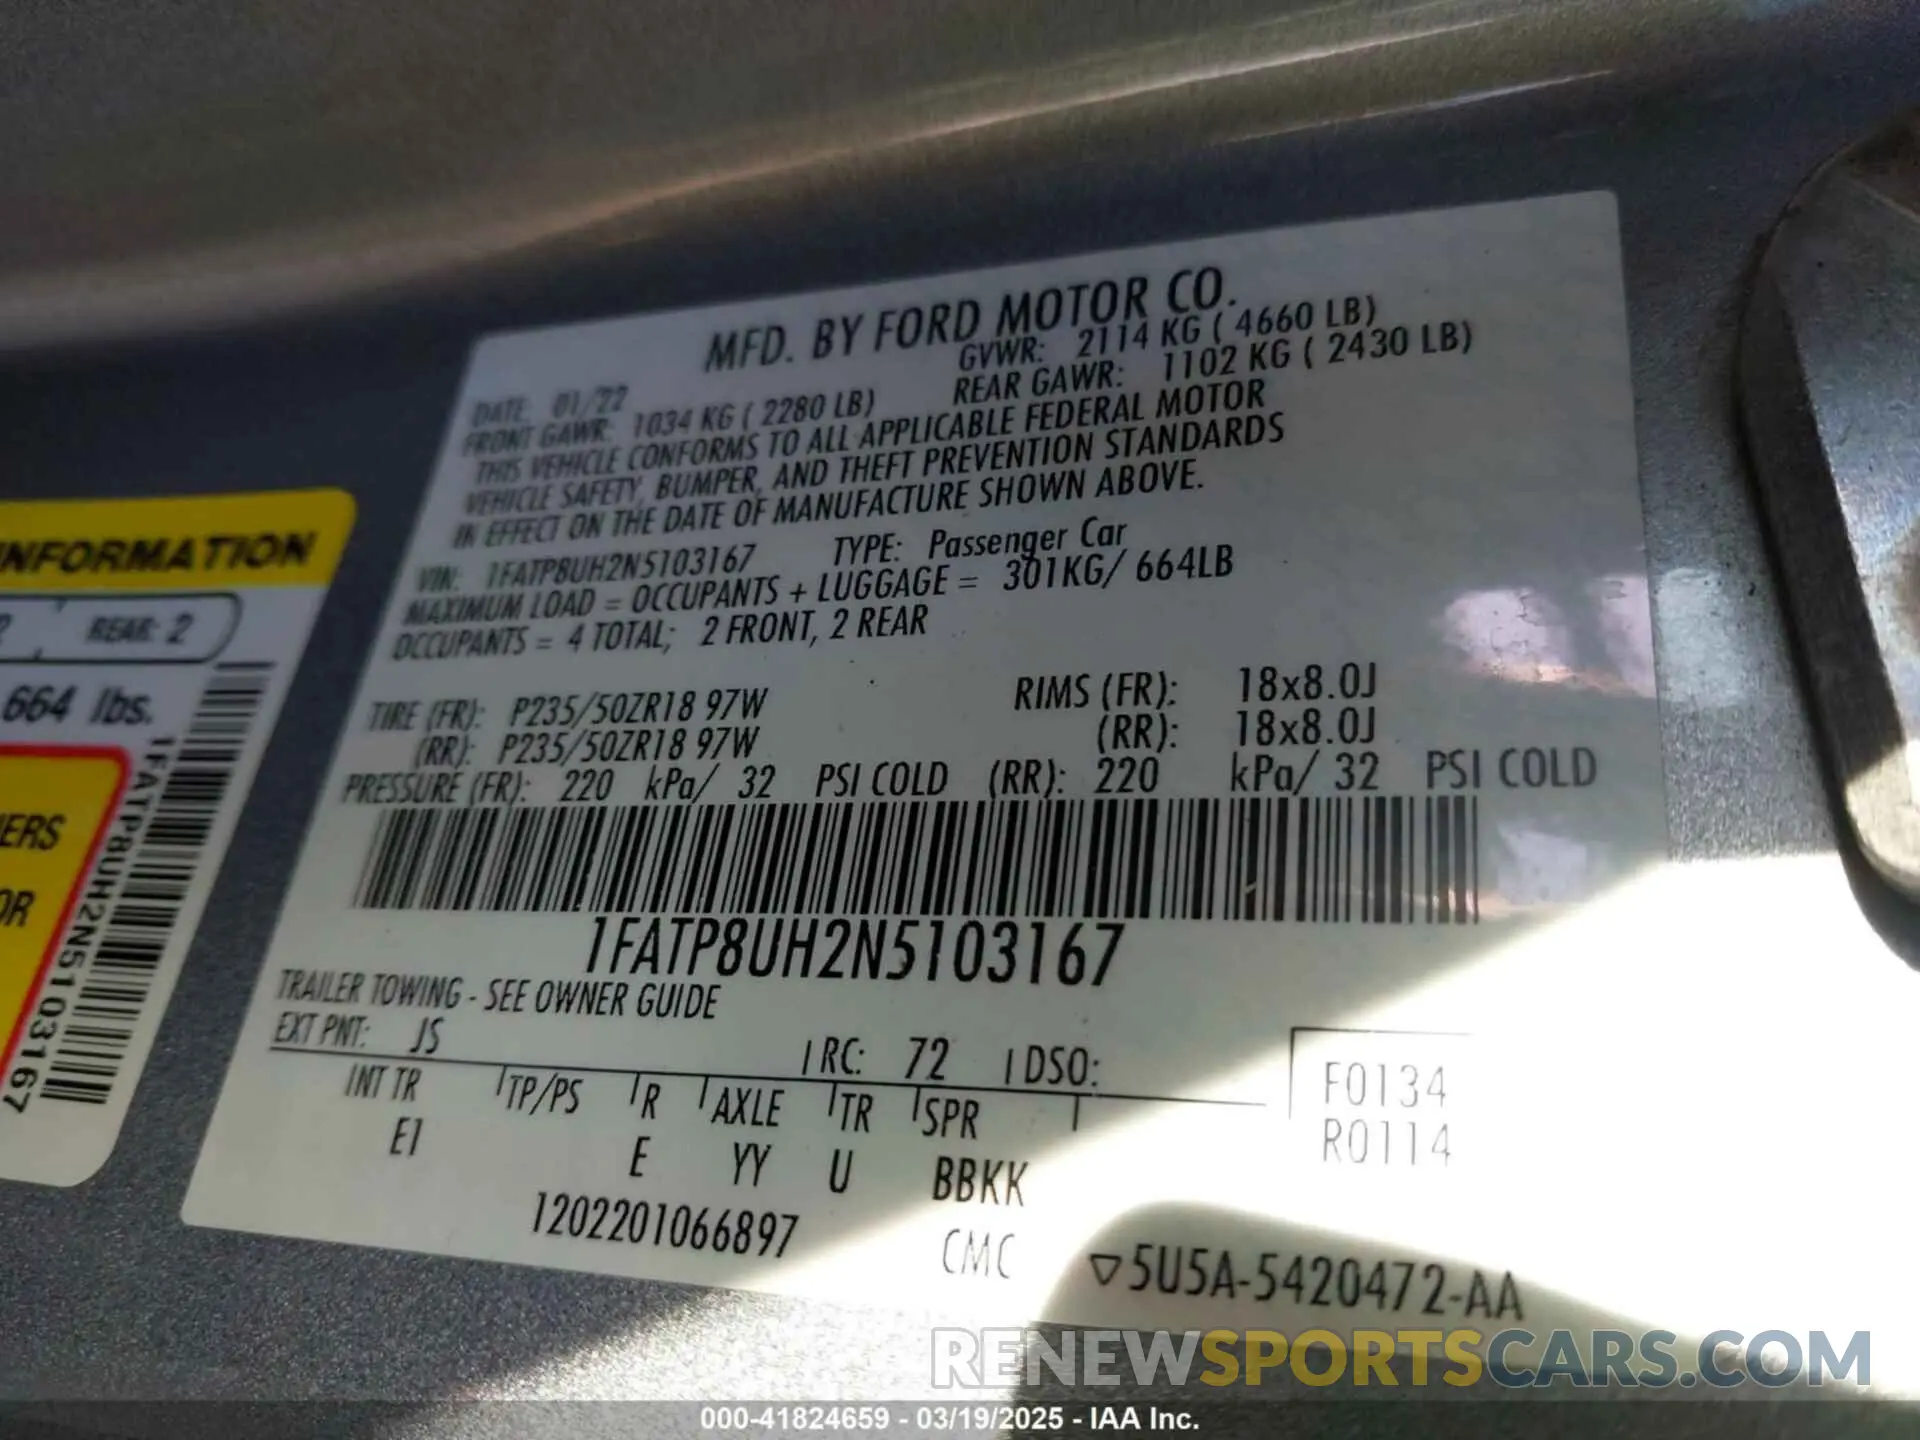 MFD. BY FORD MOTOR CO.
DATE: 01/22 GVWR: 2114 KG ( 4660 LB)
FRONT GAWR: 1034 KG ( 2280 LB) REAR GAWR: 1102 KG ( 2430 LB)
THIS VEHICLE CONFORMS TO ALL APPLICABLE FEDERAL MOTOR
VEHICLE SAFETY, BUMPER, AND THEFT PREVENTION STANDARDS
IN EFFECT ON THE DATE OF MANUFACTURE SHOWN ABOVE.
VIN: 1FATP8UH2N5103167 TYPE: Passenger Car
MAXIMUM LOAD = OCCUPANTS + LUGGAGE = 301KG/ 664LB
OCCUPANTS = 4 TOTAL; 2 FRONT, 2 REAR
TIRE (FR): P235/50ZR18 97W RIMS (FR): 18x8.0J
(RR): P235/50ZR18 97W (RR): 18x8.0J
PRESSURE (FR): 220 kPa/ 32 PSI COLD (RR): 220 kPa/ 32 PSI COLD
1FATP8UH2N5103167
TRAILER TOWING - SEE OWNER GUIDE
EXT PNT: JS RC: 72 DSO:
INT TR TP/PS R AXLE TR SPR
E1 E YY U BBKK
1202201066897 CMC
F0134
R0114
▽5U5A-5420472-AA
INFORMATION
REAR: 2
664 lbs.
ERS
OR
1FATP8UH2N5103167
RENEWSPORTSCARS.COM
000-41824659 - 03/19/2025 - IAA Inc.